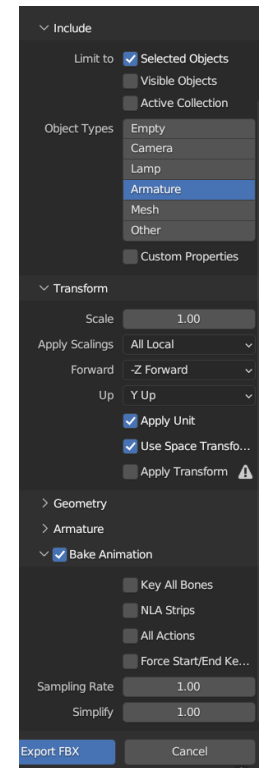 Include
Limit to Selected Objects
Visible Objects
Active Collection
Object Types Empty
Camera
Lamp
Armature
Mesh
Other
Custom Properties
Transform
Scale 1.00
Apply Scalings All Local
Forward -Z Forward
Up Y Up
Apply Unit
Use Space Transfo...
Apply Transform
Geometry
Armature
Bake Animation
Key All Bones
NLA Strips
All Actions
Force Start/End Ke...
Sampling Rate 1.00
Simplify 1.00
Export FBX Cancel